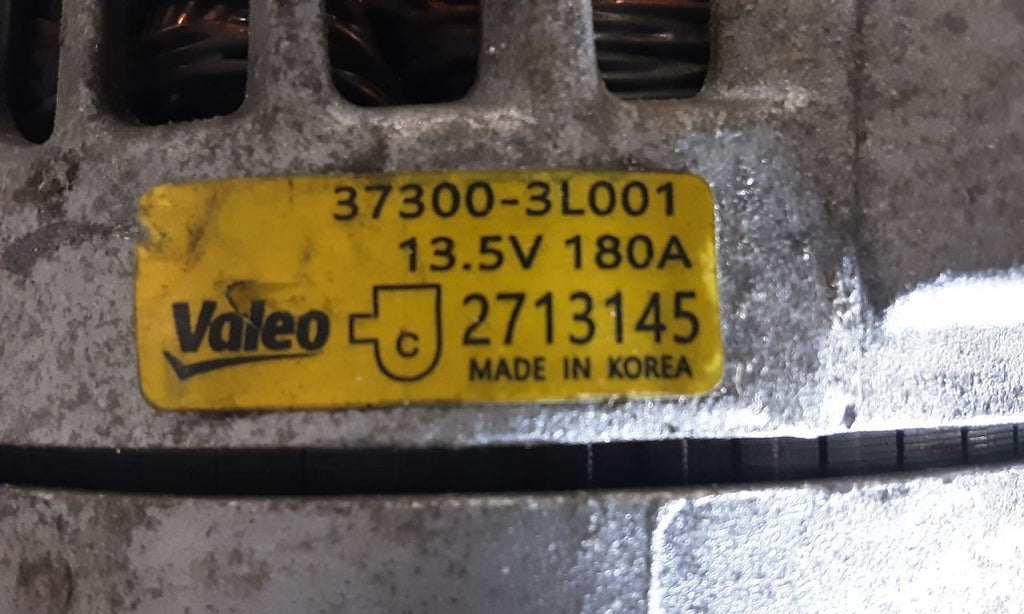 37300-3L001
13.5V 180A
Valeo C 2713145
MADE IN KOREA